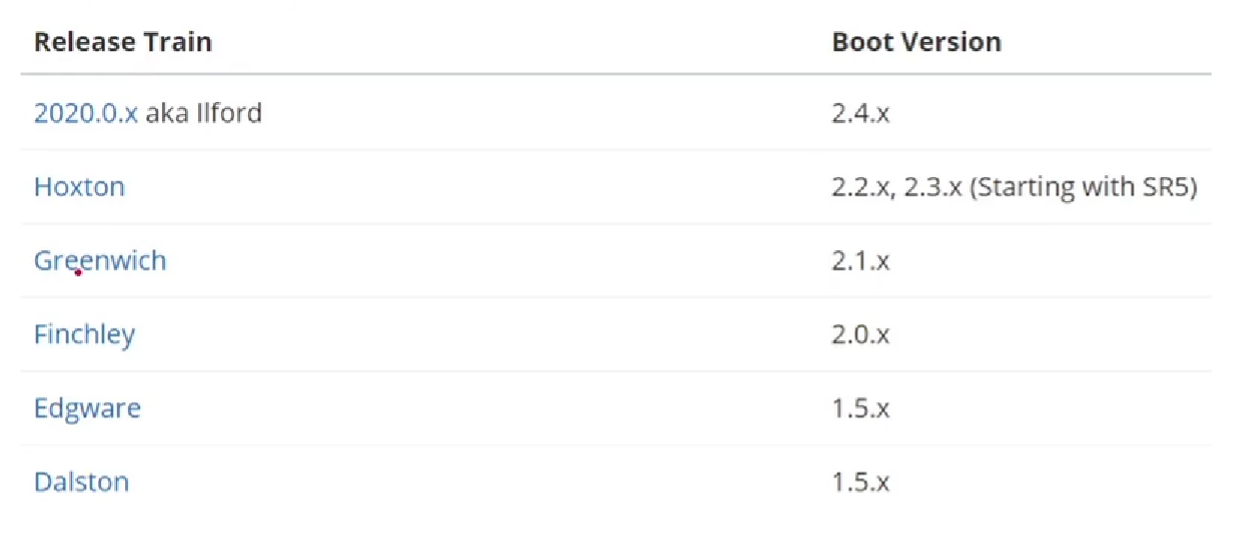 Release Train Boot Version
2020.0.x aka Ilford 2.4.x
Hoxton 2.2.x, 2.3.x (Starting with SR5)
Greenwich 2.1.x
Finchley 2.0.x
Edgware 1.5.x
Dalston 1.5.x